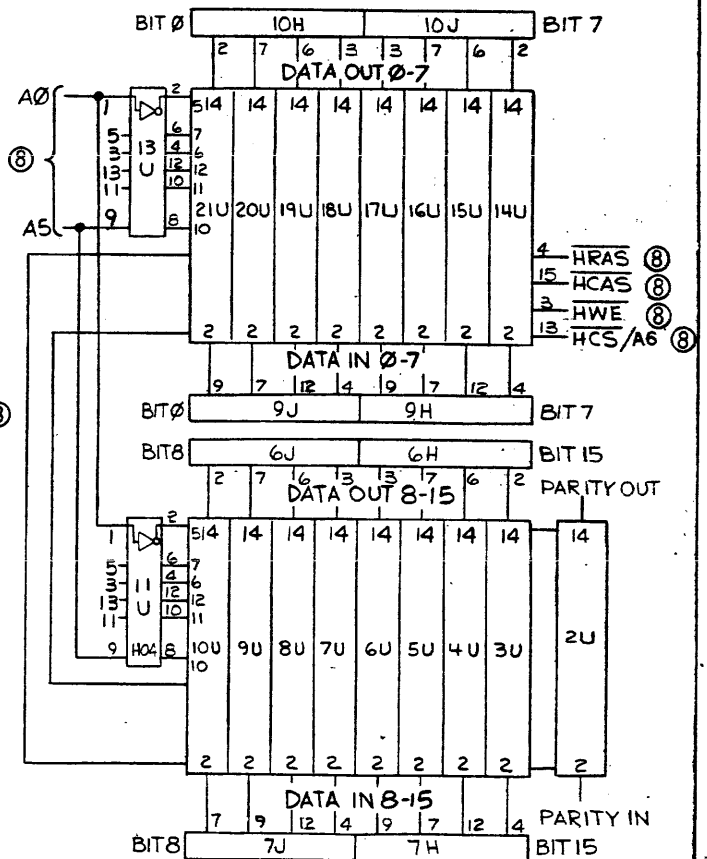 BIT Ø 10H 10J BIT 7
2 7 6 3 3 7 6 2
DATA OUT Ø-7
AØ 1 2 5 14 14 14 14 14 14 14 14
5 6 7
3 13 4 6
⑧ 13 U 12 12
11 10 11
A5 9 8 10
21U 20U 19U 18U 17U 16U 15U 14U
4 HRAS ⑧
15 HCAS ⑧
3 HWE ⑧
13 HCS/A6 ⑧
2 2 2 2 2 2 2 2
DATA IN Ø-7
9 7 12 4 9 7 12 4
BITØ 9J 9H BIT 7
BIT8 6J 6H BIT 15
2 7 6 3 3 7 6 2
DATA OUT 8-15 PARITY OUT
1 2 5 14 14 14 14 14 14 14 14 14
5 6 7
3 11 4 6
13 U 12 12
11 10 11
9 H04 8 10
10U 9U 8U 7U 6U 5U 4U 3U 2U
2 2 2 2 2 2 2 2 2
DATA IN 8-15 PARITY IN
7 9 12 4 9 7 12 4
BIT8 7J 7H BIT15